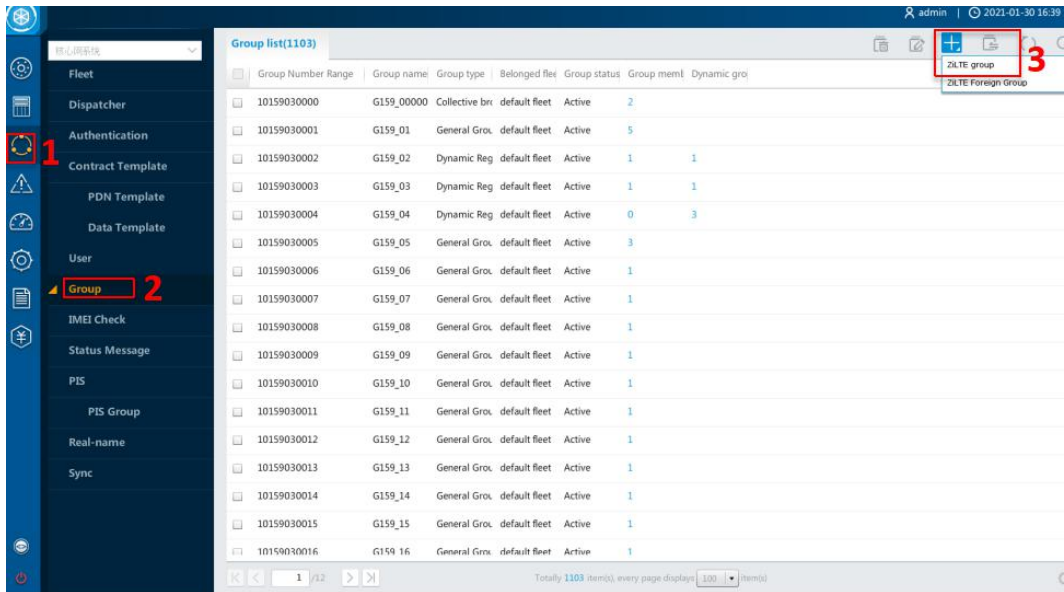 admin | 2021-01-30 16:39
核心网系统
Group list(1103)
3
ZiLTE group
ZiLTE Foreign Group
1
Fleet
Dispatcher
Authentication
Contract Template
PDN Template
Data Template
User
Group 2
IMEI Check
Status Message
PIS
PIS Group
Real-name
Sync
Group Number Range Group name Group type Belonged flee Group status Group memb Dynamic gro
10159030000 G159_00000 Collective bro default fleet Active 2
10159030001 G159_01 General Grou default fleet Active 5
10159030002 G159_02 Dynamic Reg default fleet Active 1 1
10159030003 G159_03 Dynamic Reg default fleet Active 1 1
10159030004 G159_04 Dynamic Reg default fleet Active 0 3
10159030005 G159_05 General Grou default fleet Active 3
10159030006 G159_06 General Grou default fleet Active 1
10159030007 G159_07 General Grou default fleet Active 1
10159030008 G159_08 General Grou default fleet Active 1
10159030009 G159_09 General Grou default fleet Active 1
10159030010 G159_10 General Grou default fleet Active 1
10159030011 G159_11 General Grou default fleet Active 1
10159030012 G159_12 General Grou default fleet Active 1
10159030013 G159_13 General Grou default fleet Active 1
10159030014 G159_14 General Grou default fleet Active 1
10159030015 G159_15 General Grou default fleet Active 1
10159030016 G159_16 General Grou default fleet Active 1
1 /12 Totally 1103 item(s), every page displays 100 item(s)